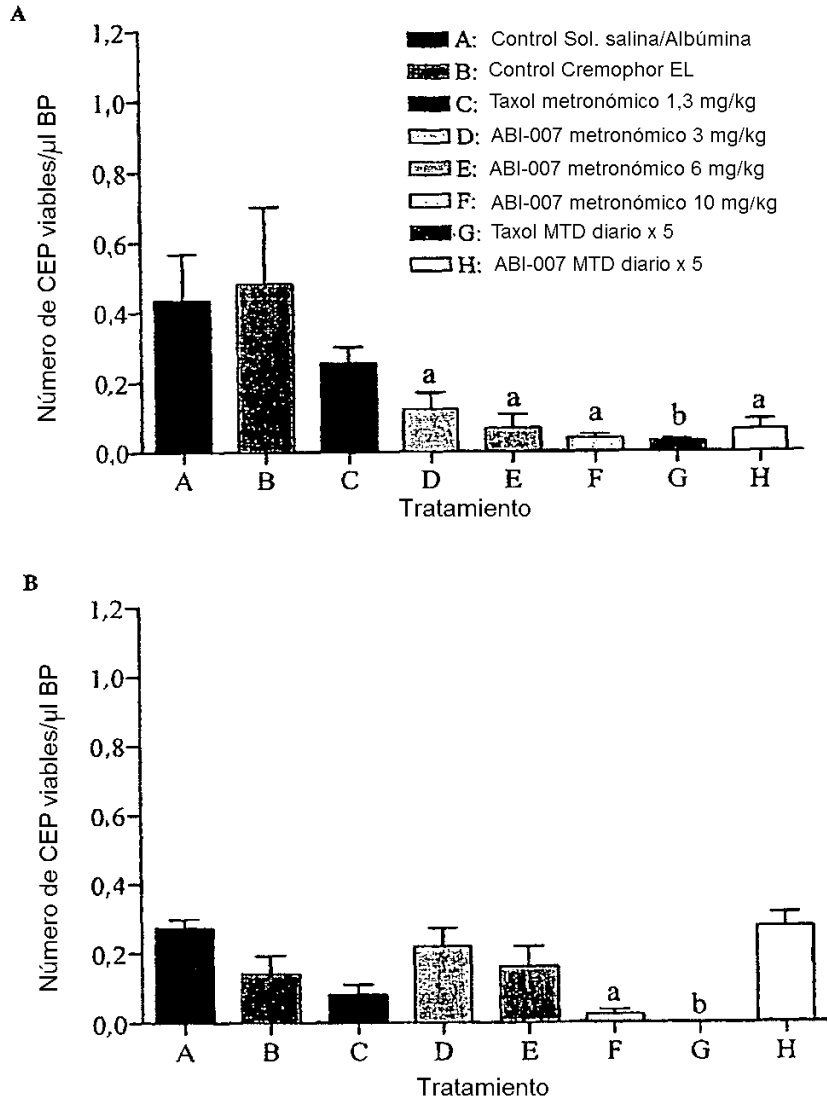 A
1,2
1,0
0,8
0,6
0,4
0,2
0,0
Número de CEP viables/µl BP
A: Control Sol. salina/Albúmina
B: Control Cremophor EL
C: Taxol metronómico 1,3 mg/kg
D: ABI-007 metronómico 3 mg/kg
E: ABI-007 metronómico 6 mg/kg
F: ABI-007 metronómico 10 mg/kg
G: Taxol MTD diario x 5
H: ABI-007 MTD diario x 5
a a a b a
A B C D E F G H
Tratamiento
B
1,2
1,0
0,8
0,6
0,4
0,2
0,0
Número de CEP viables/µl BP
a b
A B C D E F G H
Tratamiento